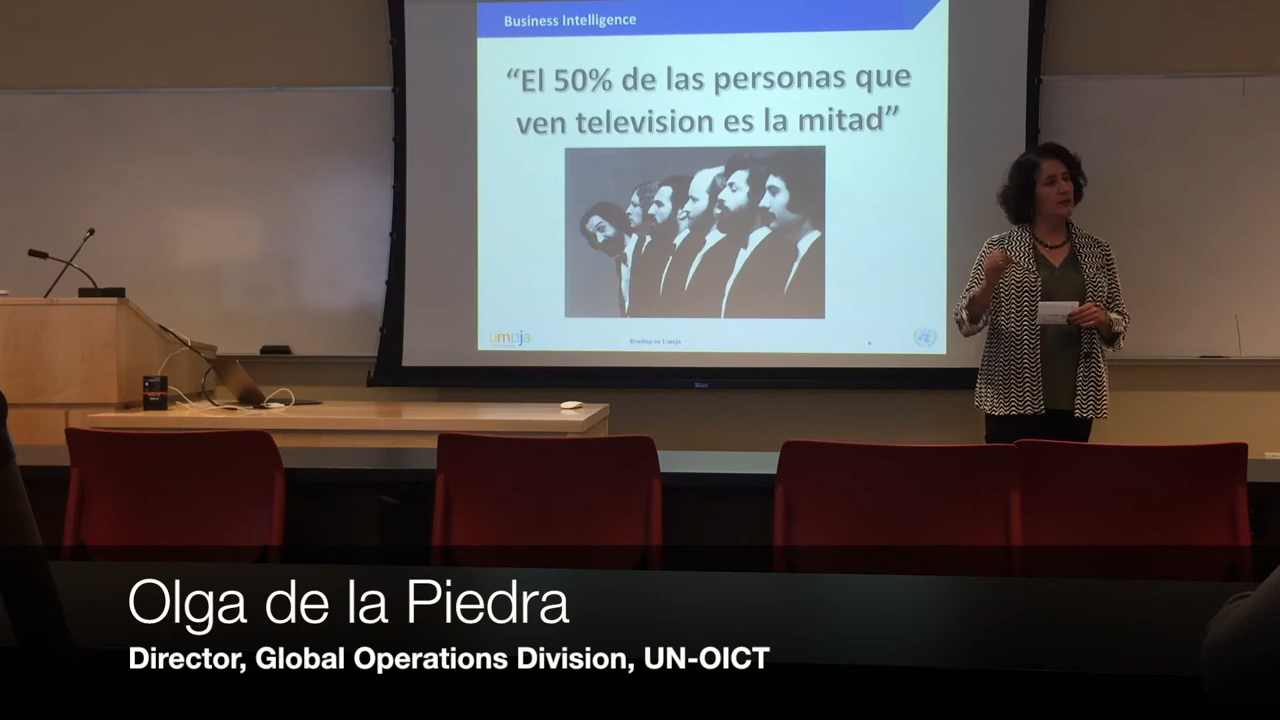 Business Intelligence
“El 50% de las personas que
ven television es la mitad”
umoja
Briefing on Umoja
Olga de la Piedra
Director, Global Operations Division, UN-OICT